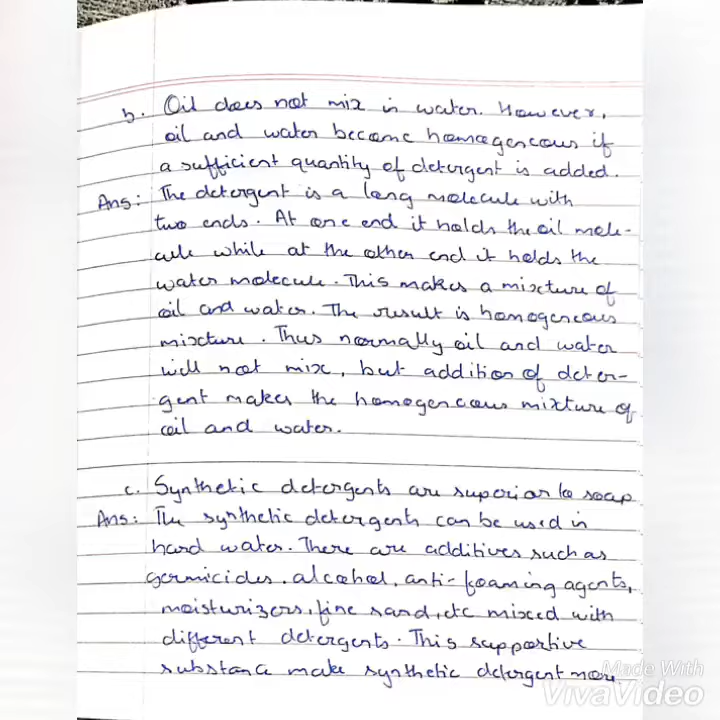 b. Oil does not mix in water. However,
oil and water become homogeneous if
a sufficient quantity of detergent is added.
Ans: The detergent is a long molecule with
two ends. At one end it holds the oil mole-
cule while at the other end it holds the
water molecule. This makes a mixture of
oil and water. The result is homogeneous
mixture. Thus normally oil and water
will not mix, but addition of deter-
gent makes the homogeneous mixture of
oil and water.
c. Synthetic detergents are superior to soap
Ans: The synthetic detergents can be used in
hard water. There are additives such as
germicides, alcohol, anti-foaming agents,
moisturizers, fine sand, etc mixed with
different detergents. This supportive
substance make synthetic detergent more
Made With
VivaVideo